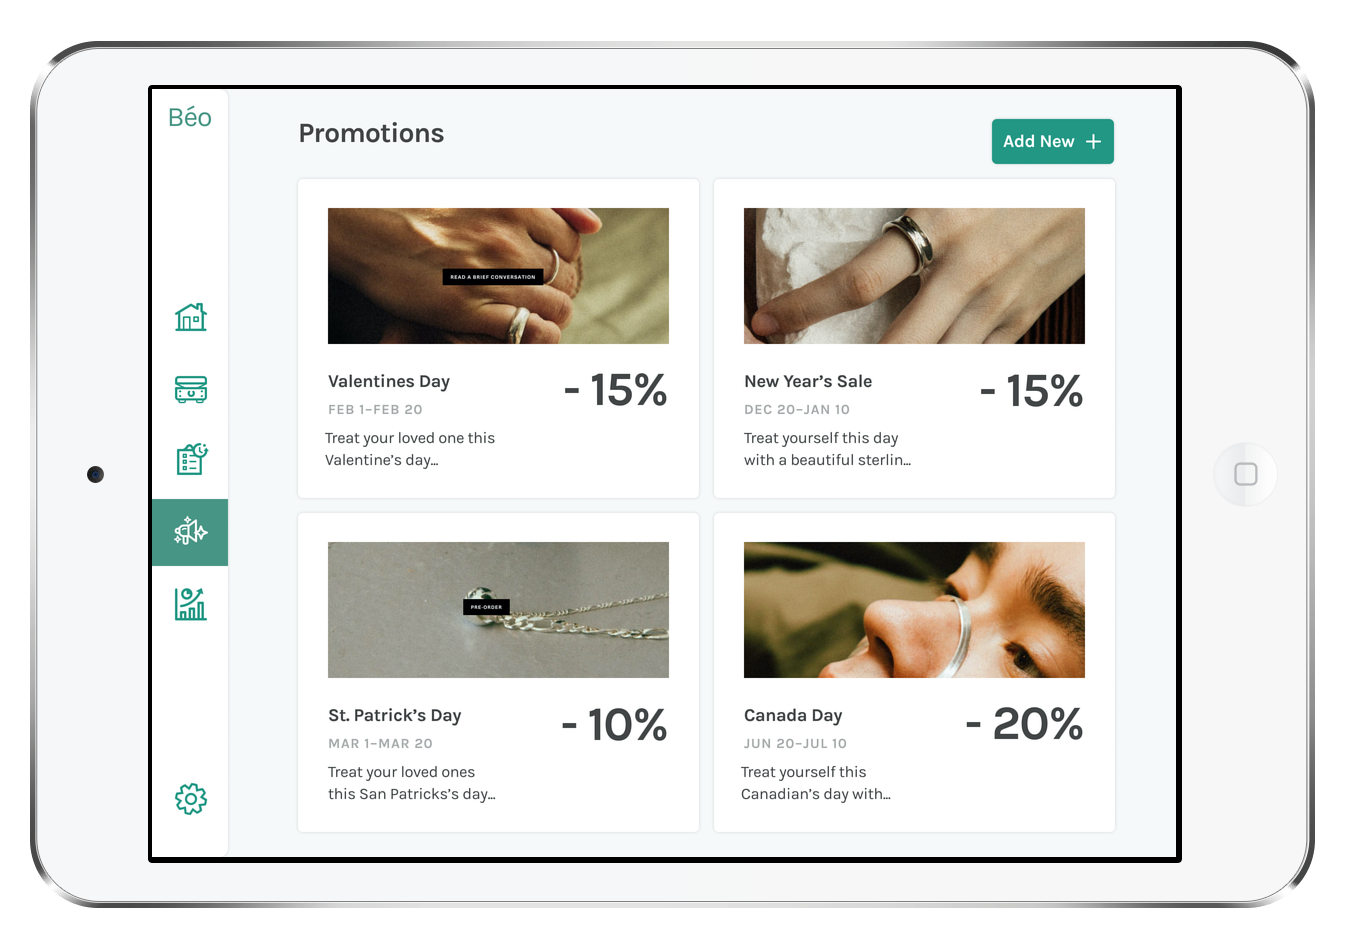 Béo
Promotions
Add New
READ A BRIEF CONVERSATION
Valentines Day
- 15%
FEB 1–FEB 20
Treat your loved one this
Valentine’s day...
New Year’s Sale
- 15%
DEC 20–JAN 10
Treat yourself this day
with a beautiful sterlin...
PRE-ORDER
St. Patrick’s Day
- 10%
MAR 1–MAR 20
Treat your loved ones
this San Patricks’s day...
Canada Day
- 20%
JUN 20–JUL 10
Treat yourself this
Canadian’s day with...